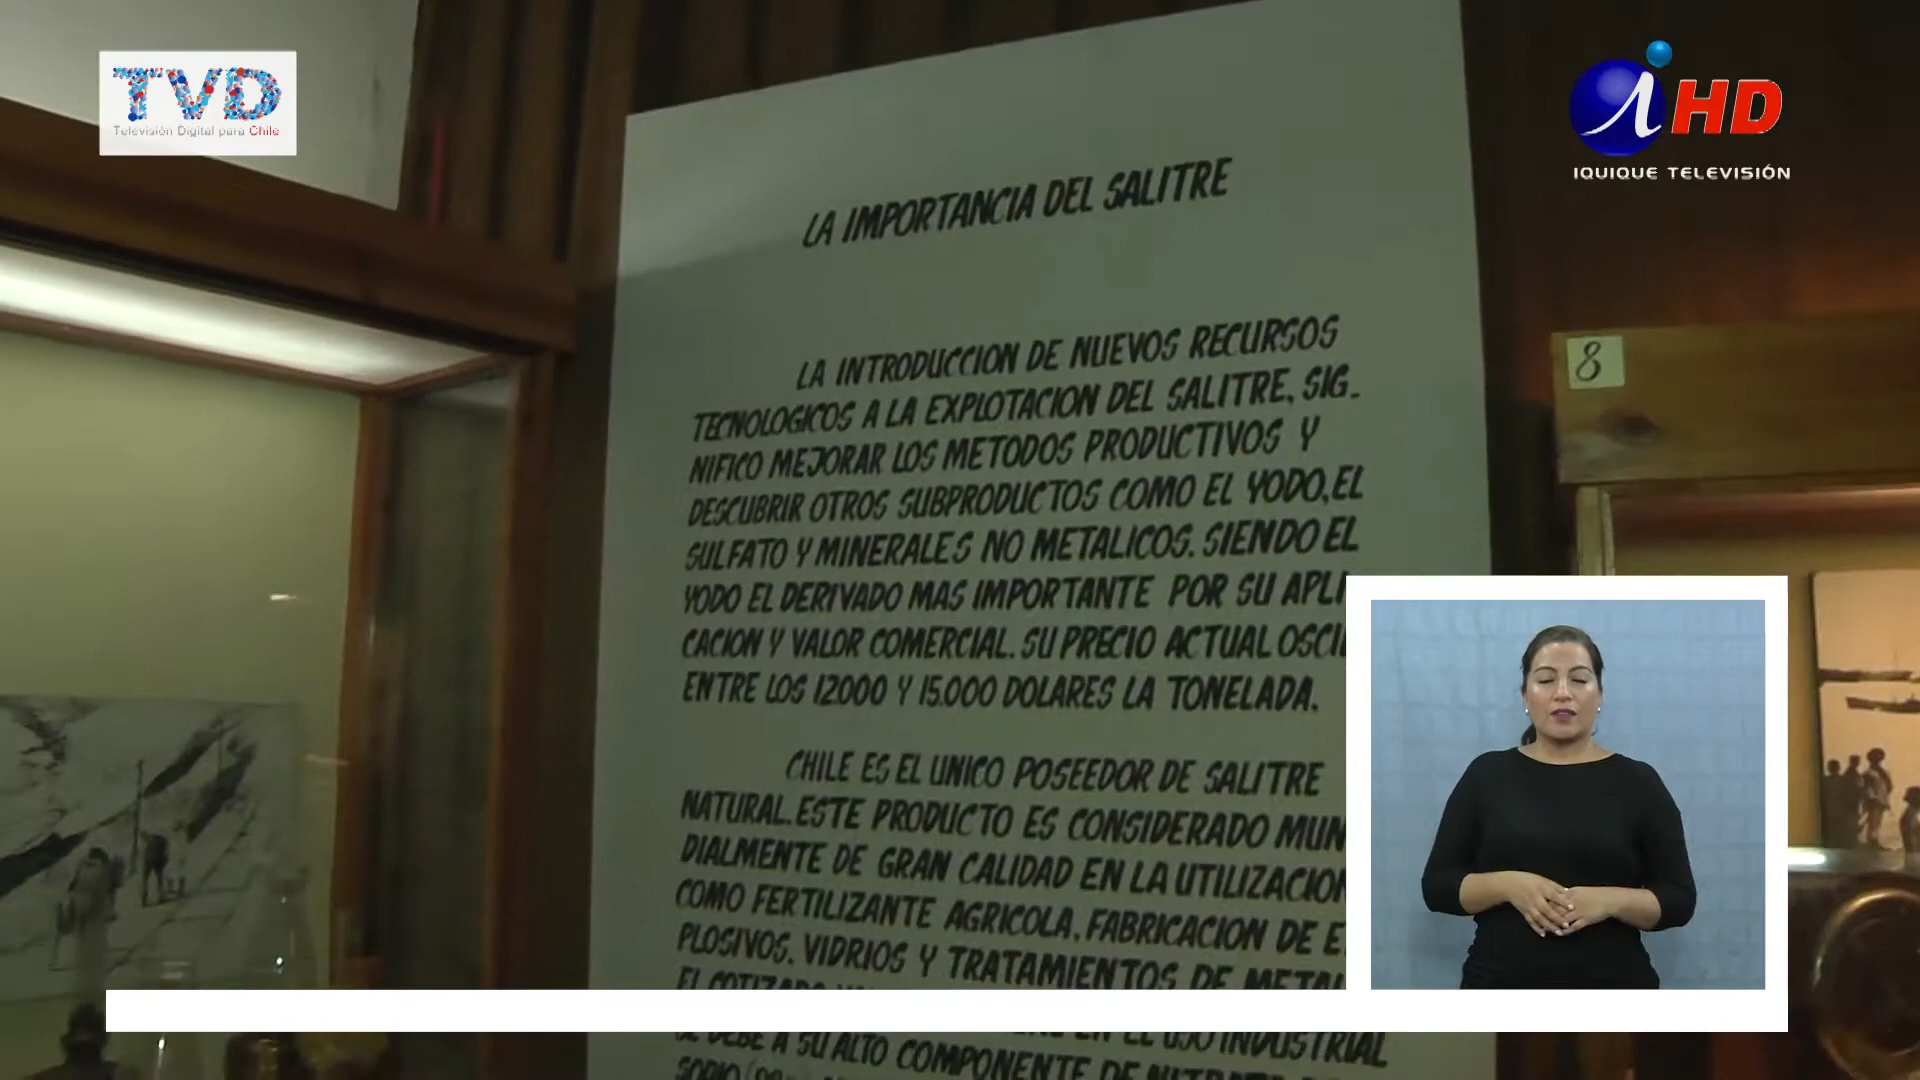 TVD
Televisión Digital para Chile
iHD
IQUIQUE TELEVISIÓN
8
LA IMPORTANCIA DEL SALITRE
LA INTRODUCCION DE NUEVOS RECURSOS
TECNOLOGICOS A LA EXPLOTACION DEL SALITRE, SIG-
NIFICO MEJORAR LOS METODOS PRODUCTIVOS Y
DESCUBRIR OTROS SUBPRODUCTOS COMO EL YODO, EL
SULFATO Y MINERALES NO METALICOS. SIENDO EL
YODO EL DERIVADO MAS IMPORTANTE POR SU APLI
CACION Y VALOR COMERCIAL. SU PRECIO ACTUAL
ENTRE LOS 12000 Y 15.000 DOLARES LA TONELADA.
CHILE ES EL UNICO POSEEDOR DE SALITRE
NATURAL. ESTE PRODUCTO ES CONSIDERADO MUN
DIALMENTE DE GRAN CALIDAD EN LA UTILIZACION
COMO FERTILIZANTE AGRICOLA, FABRICACION DE
PLOSIVOS, VIDRIOS Y TRATAMIENTOS DE
EN EL USO INDUSTRIAL
SE DEBE A SU ALTO COMPONENTE DE